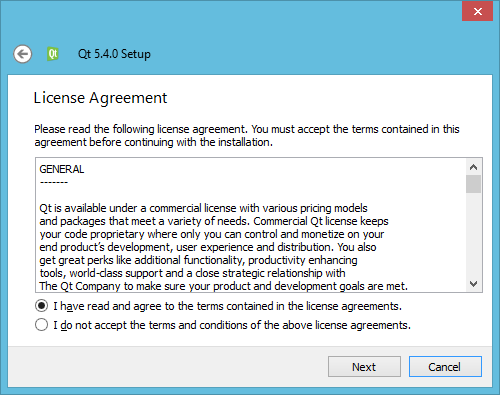 Qt Qt 5.4.0 Setup
License Agreement
Please read the following license agreement. You must accept the terms contained in this
agreement before continuing with the installation.
GENERAL
-------
Qt is available under a commercial license with various pricing models
and packages that meet a variety of needs. Commercial Qt license keeps
your code proprietary where only you can control and monetize on your
end product's development, user experience and distribution. You also
get great perks like additional functionality, productivity enhancing
tools, world-class support and a close strategic relationship with
The Qt Company to make sure your product and development goals are met.
I have read and agree to the terms contained in the license agreements.
I do not accept the terms and conditions of the above license agreements.
Next Cancel